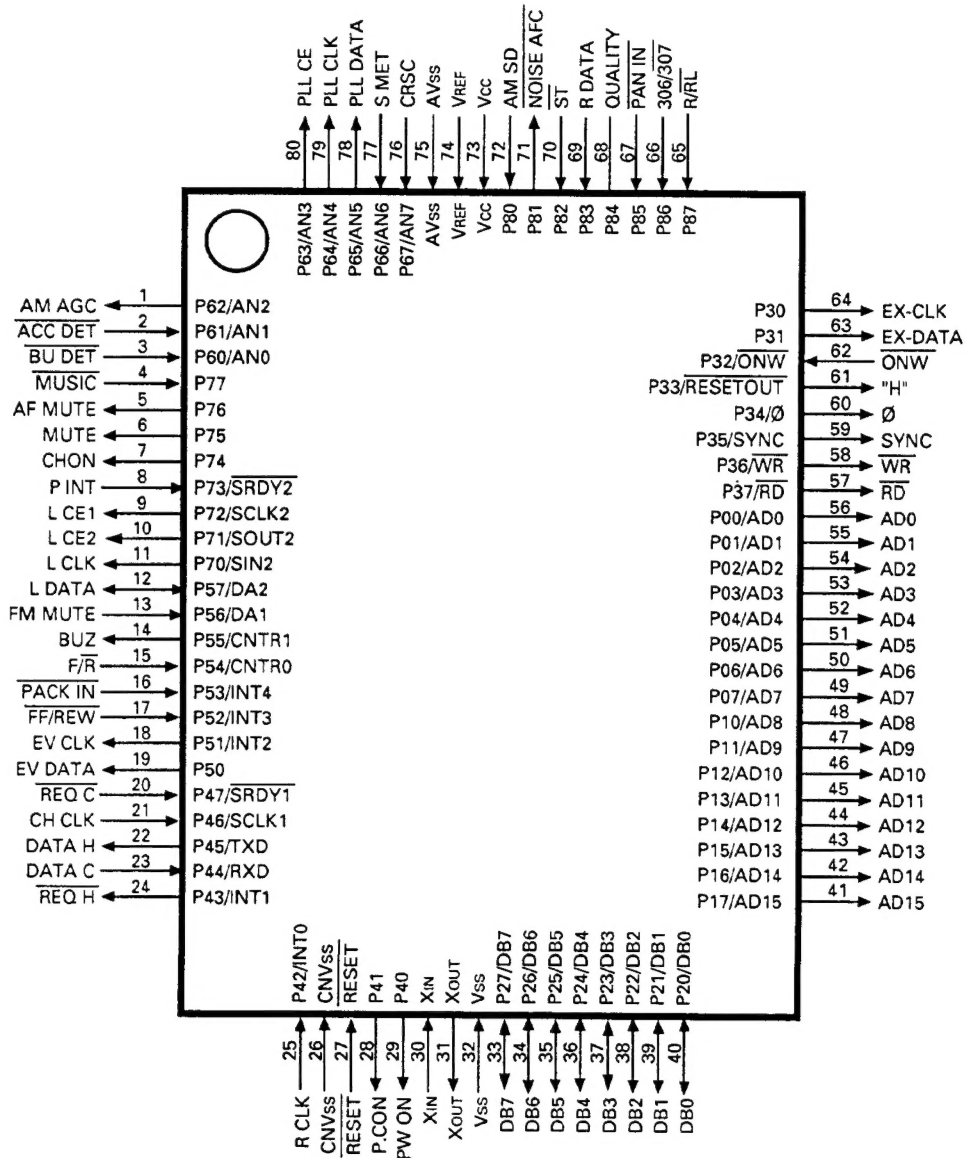 PLL CE
PLL CLK
PLL DATA
S MET
CRSC
AVss
VREF
Vcc
AM SD
NOISE AFC
ST
R DATA
QUALITY
PAN IN
306/307
R/RL
80
79
78
77
76
75
74
73
72
71
70
69
68
67
66
65
P63/AN3
P64/AN4
P65/AN5
P66/AN6
P67/AN7
AVss
VREF
Vcc
P80
P81
P82
P83
P84
P85
P86
P87
AM AGC 1 P62/AN2
ACC DET 2 P61/AN1
BU DET 3 P60/AN0
MUSIC 4 P77
AF MUTE 5 P76
MUTE 6 P75
CHON 7 P74
P INT 8 P73/SRDY2
L CE1 9 P72/SCLK2
L CE2 10 P71/SOUT2
L CLK 11 P70/SIN2
L DATA 12 P57/DA2
FM MUTE 13 P56/DA1
BUZ 14 P55/CNTR1
F/R 15 P54/CNTR0
PACK IN 16 P53/INT4
FF/REW 17 P52/INT3
EV CLK 18 P51/INT2
EV DATA 19 P50
REQ C 20 P47/SRDY1
CH CLK 21 P46/SCLK1
DATA H 22 P45/TXD
DATA C 23 P44/RXD
REQ H 24 P43/INT1
P30 64 EX-CLK
P31 63 EX-DATA
P32/ONW 62 ONW
P33/RESETOUT 61 "H"
P34/Ø 60 Ø
P35/SYNC 59 SYNC
P36/WR 58 WR
P37/RD 57 RD
P00/AD0 56 AD0
P01/AD1 55 AD1
P02/AD2 54 AD2
P03/AD3 53 AD3
P04/AD4 52 AD4
P05/AD5 51 AD5
P06/AD6 50 AD6
P07/AD7 49 AD7
P10/AD8 48 AD8
P11/AD9 47 AD9
P12/AD10 46 AD10
P13/AD11 45 AD11
P14/AD12 44 AD12
P15/AD13 43 AD13
P16/AD14 42 AD14
P17/AD15 41 AD15
P42/INT0
CNVss
RESET
P41
P40
XIN
XOUT
Vss
P27/DB7
P26/DB6
P25/DB5
P24/DB4
P23/DB3
P22/DB2
P21/DB1
P20/DB0
25
26
27
28
29
30
31
32
33
34
35
36
37
38
39
40
R CLK
CNVss
RESET
P.CON
PW ON
XIN
XOUT
Vss
DB7
DB6
DB5
DB4
DB3
DB2
DB1
DB0